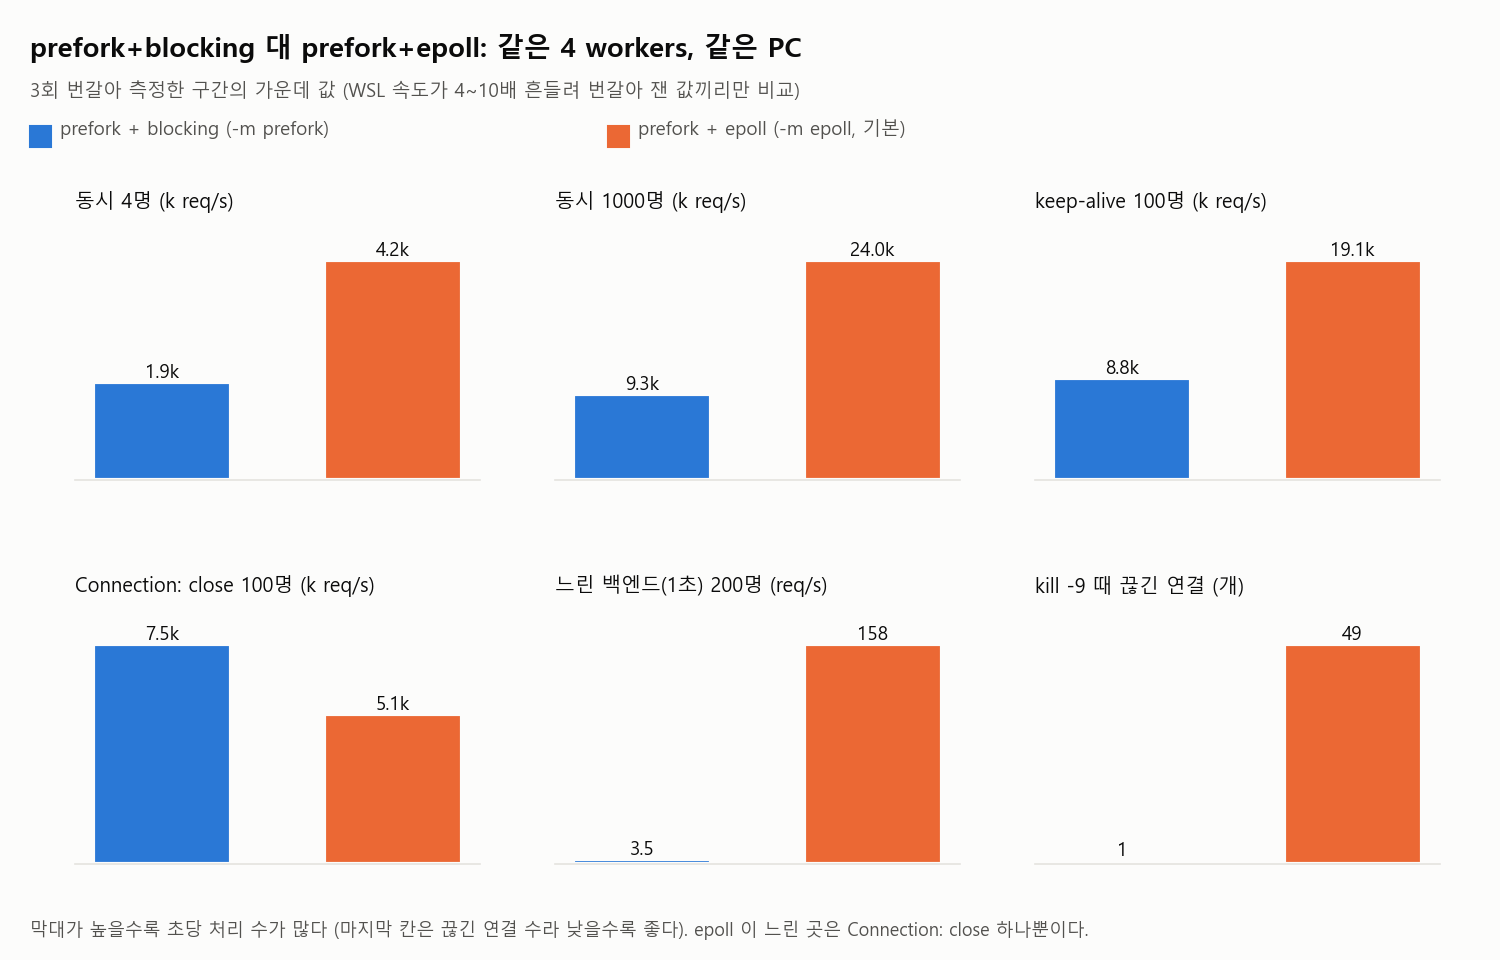 prefork+blocking 대 prefork+epoll: 같은 4 workers, 같은 PC
3회 번갈아 측정한 구간의 가운데 값 (WSL 속도가 4~10배 흔들려 번갈아 잰 값끼리만 비교)
prefork + blocking (-m prefork)
prefork + epoll (-m epoll, 기본)
동시 4명 (k req/s)
1.9k
4.2k
동시 1000명 (k req/s)
9.3k
24.0k
keep-alive 100명 (k req/s)
8.8k
19.1k
Connection: close 100명 (k req/s)
7.5k
5.1k
느린 백엔드(1초) 200명 (req/s)
3.5
158
kill -9 때 끊긴 연결 (개)
1
49
막대가 높을수록 초당 처리 수가 많다 (마지막 칸은 끊긴 연결 수라 낮을수록 좋다). epoll 이 느린 곳은 Connection: close 하나뿐이다.